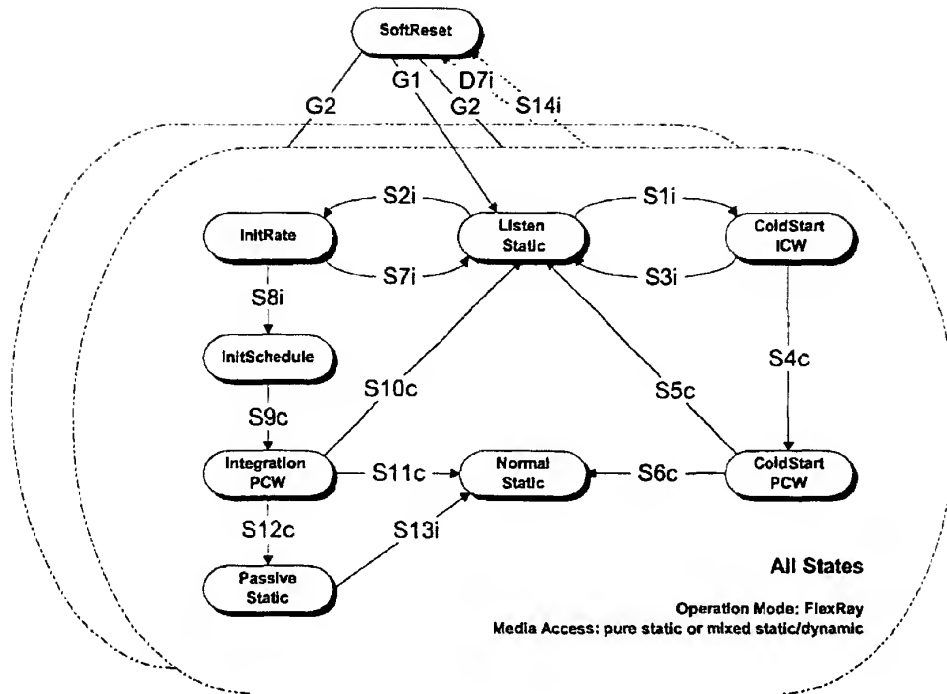 SoftReset
G2
G1
D7i
G2
S14i
S2i
S1i
InitRate
Listen
Static
ColdStart
ICW
S7i
S3i
S8i
InitSchedule
S4c
S10c
S5c
S9c
Integration
PCW
S11c
Normal
Static
S6c
ColdStart
PCW
S12c
S13i
Passive
Static
All States
Operation Mode: FlexRay
Media Access: pure static or mixed static/dynamic